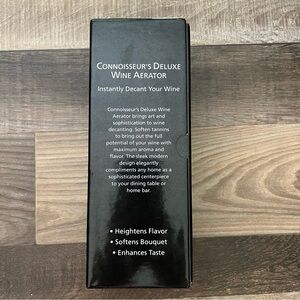 CONNOISSEUR'S DELUXE
WINE AERATOR
Instantly Decant Your Wine
Connoisseur's Deluxe Wine
Aerator brings art and
sophistication to wine
decanting. Soften tannins
to bring out the full
potential of your wine with
maximum aroma and
flavor. The sleek modern
design elegantly
compliments any home as a
sophisticated centerpiece
to your dining table or
home bar.
• Heightens Flavor
• Softens Bouquet
• Enhances Taste